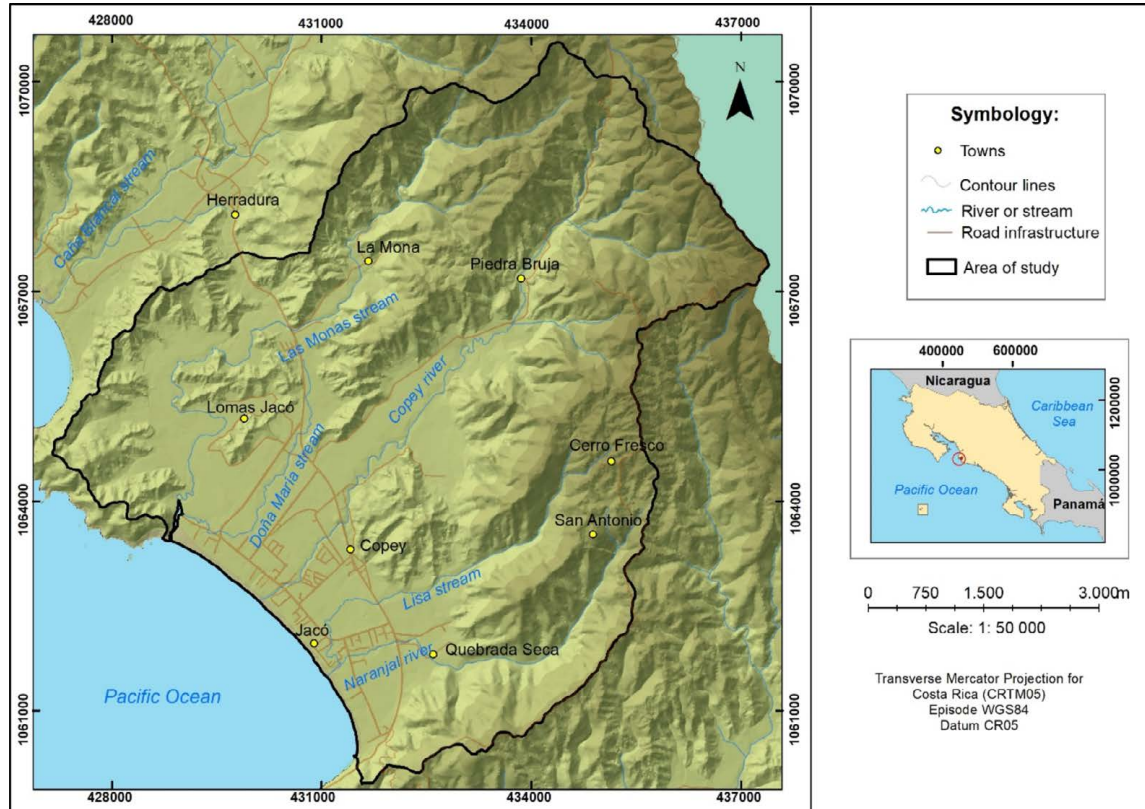 428000
431000
434000
437000
1070000
1070000
N
Caña Blancal stream
Herradura
La Mona
Piedra Bruja
1067000
1067000
Las Monas stream
Copey river
Lomas Jacó
Doña María stream
Cerro Fresco
1064000
1064000
San Antonio
Copey
Lisa stream
Jacó
Quebrada Seca
Naranjal river
Pacific Ocean
1061000
1061000
428000
431000
434000
437000
Symbology:
Towns
Contour lines
River or stream
Road infrastructure
Area of study
400000
600000
Nicaragua
Caribbean
Sea
1200000
1000000
Pacific Ocean
Panamá
0 750 1.500 3.000m
Scale: 1: 50 000
Transverse Mercator Projection for
Costa Rica (CRTM05)
Episode WGS84
Datum CR05